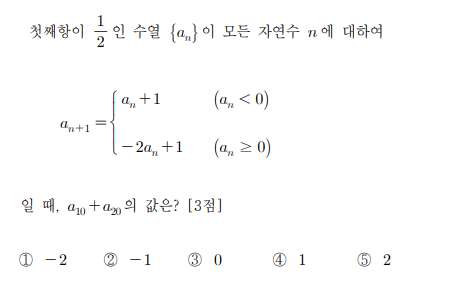 첫째항이 $\frac{1}{2}$ 인 수열 $\{a_n\}$ 이 모든 자연수 $n$ 에 대하여
$a_{n+1} = \begin{cases} a_n + 1 & (a_n < 0) \\ -2a_n + 1 & (a_n \geq 0) \end{cases}$
일 때, $a_{10} + a_{20}$ 의 값은? [3점]
① −2 ② −1 ③ 0 ④ 1 ⑤ 2